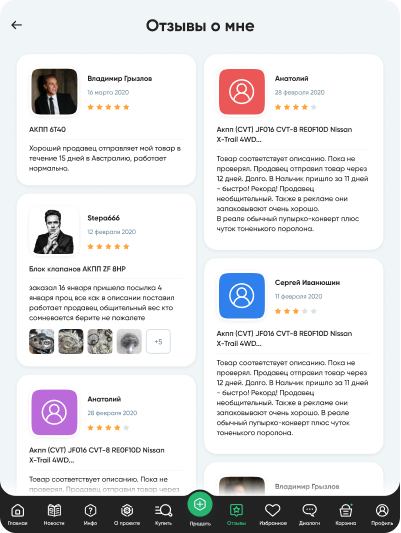 Отзывы о мне
Владимир Грызлов
16 марта 2020
АКПП 6Т40
Хороший продавец отправляет мой товар в
течение 15 дней в Австралию, работает
нормально.
Stepa666
12 февраля 2020
Блок клапанов АКПП ZF 8HP
заказал 16 января пришела посылка 4
января проц все как в описании поставил
работает продавец общительный вес кто
сомневается берите не пожалете
+5
Анатолий
28 февраля 2020
Акпп (CVT) JF016 CVT-8 RE0F10D Nissan
X-Trail 4WD...
Товар соответствует описанию. Пока не
проверял. Продавец отправил товар через
Анатолий
28 февраля 2020
Акпп (CVT) JF016 CVT-8 RE0F10D Nissan
X-Trail 4WD...
Товар соответствует описанию. Пока не
проверял. Продавец отправил товар через
12 дней. Долго. В Нальчик пришло за 11 дней
- быстро! Рекорд! Продавец
необщительный. Также в рекламе они
запаковывают очень хорошо.
В реале обычный пупырко-конверт плюс
чуток тоненького поролона.
Сергей Иванюшин
11 февраля 2020
Акпп (CVT) JF016 CVT-8 RE0F10D Nissan
X-Trail 4WD...
Товар соответствует описанию. Пока не
проверял. Продавец отправил товар через
12 дней. Долго. В Нальчик пришло за 11 дней
- быстро! Рекорд! Продавец
необщительный. Также в рекламе они
запаковывают очень хорошо. В реале
обычный пупырко-конверт плюс чуток
тоненького поролона.
Владимир Грызлов
Главная
Новости
Инфо
О проекте
Купить
Продать
Отзывы
Избранное
Диалоги
Корзина
Профиль